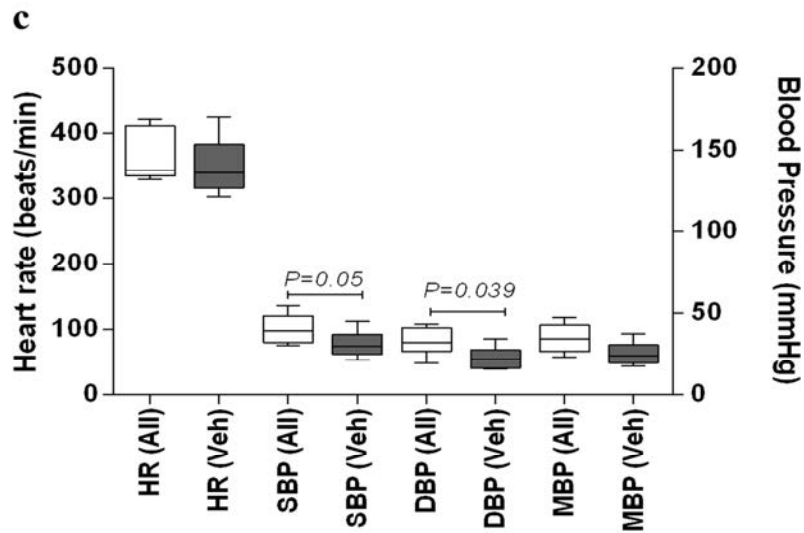 c
500
400
300
200
100
0
Heart rate (beats/min)
200
150
100
50
0
Blood Pressure (mmHg)
P=0.05
P=0.039
HR (All)
HR (Veh)
SBP (All)
SBP (Veh)
DBP (All)
DBP (Veh)
MBP (All)
MBP (Veh)